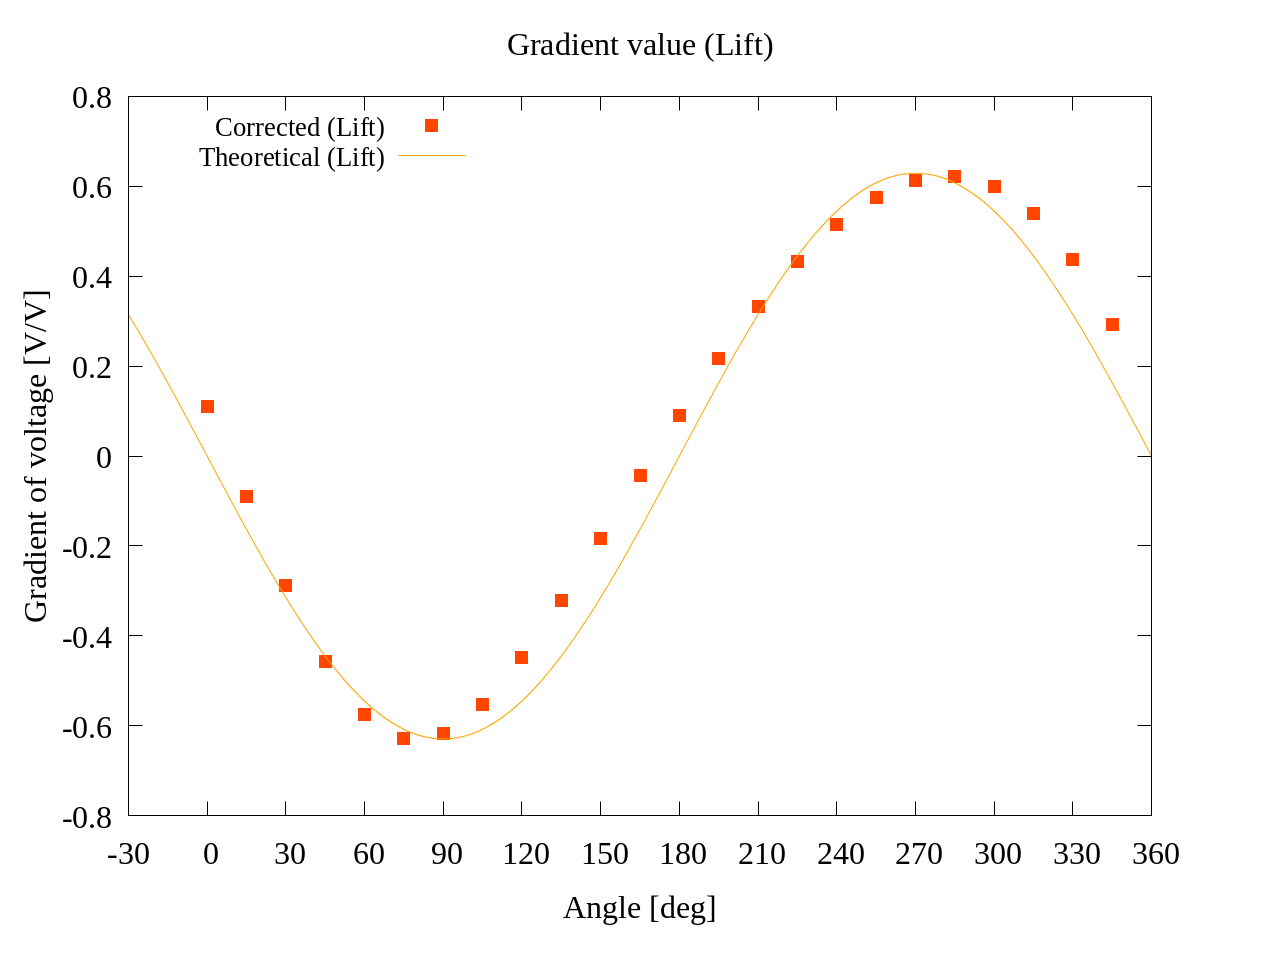 Gradient value (Lift)
0.8
0.6
0.4
0.2
0
-0.2
-0.4
-0.6
-0.8
Corrected (Lift)
Theoretical (Lift)
Gradient of voltage [V/V]
-30 0 30 60 90 120 150 180 210 240 270 300 330 360
Angle [deg]